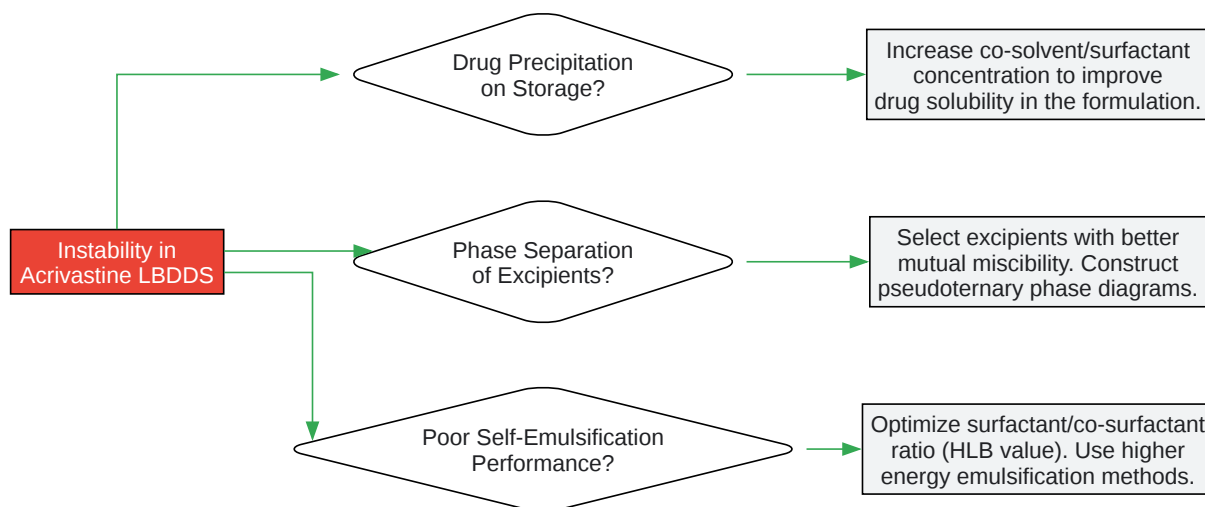 Drug Precipitation
on Storage?
Increase co-solvent/surfactant
concentration to improve
drug solubility in the formulation.
Instability in
Acrivastine LBDDS
Phase Separation
of Excipients?
Select excipients with better
mutual miscibility. Construct
pseudoternary phase diagrams.
Poor Self-Emulsification
Performance?
Optimize surfactant/co-surfactant
ratio (HLB value). Use higher
energy emulsification methods.